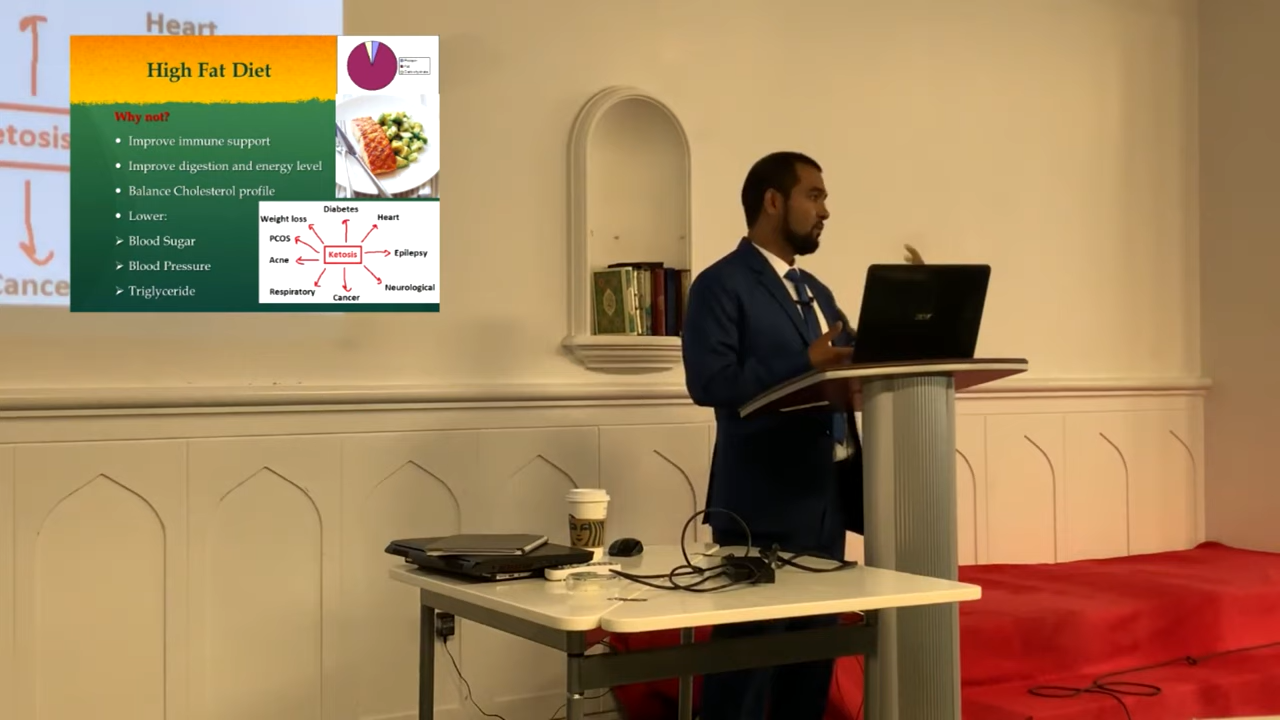 Heart
etosis
Cance
High Fat Diet
Why not?
• Improve immune support
• Improve digestion and energy level
• Balance Cholesterol profile
• Lower:
➢ Blood Sugar
➢ Blood Pressure
➢ Triglyceride
Diabetes
Weight loss
Heart
PCOS
Ketosis
Epilepsy
Acne
Neurological
Respiratory
Cancer
acer